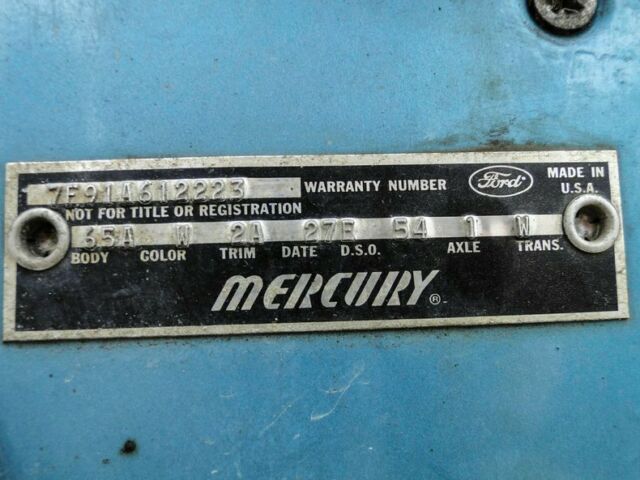 7F91A612223 WARRANTY NUMBER Ford MADE IN U.S.A.
NOT FOR TITLE OR REGISTRATION
65A W 2A 27F 54 1 W
BODY COLOR TRIM DATE D.S.O. AXLE TRANS.
MERCURY®